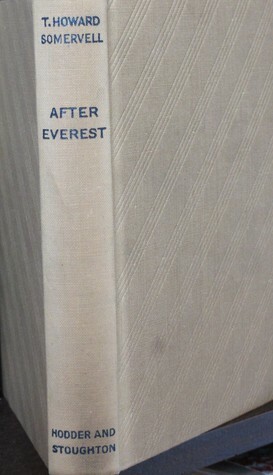 T. HOWARD
SOMERVELL
AFTER
EVEREST
HODDER AND
STOUGHTON